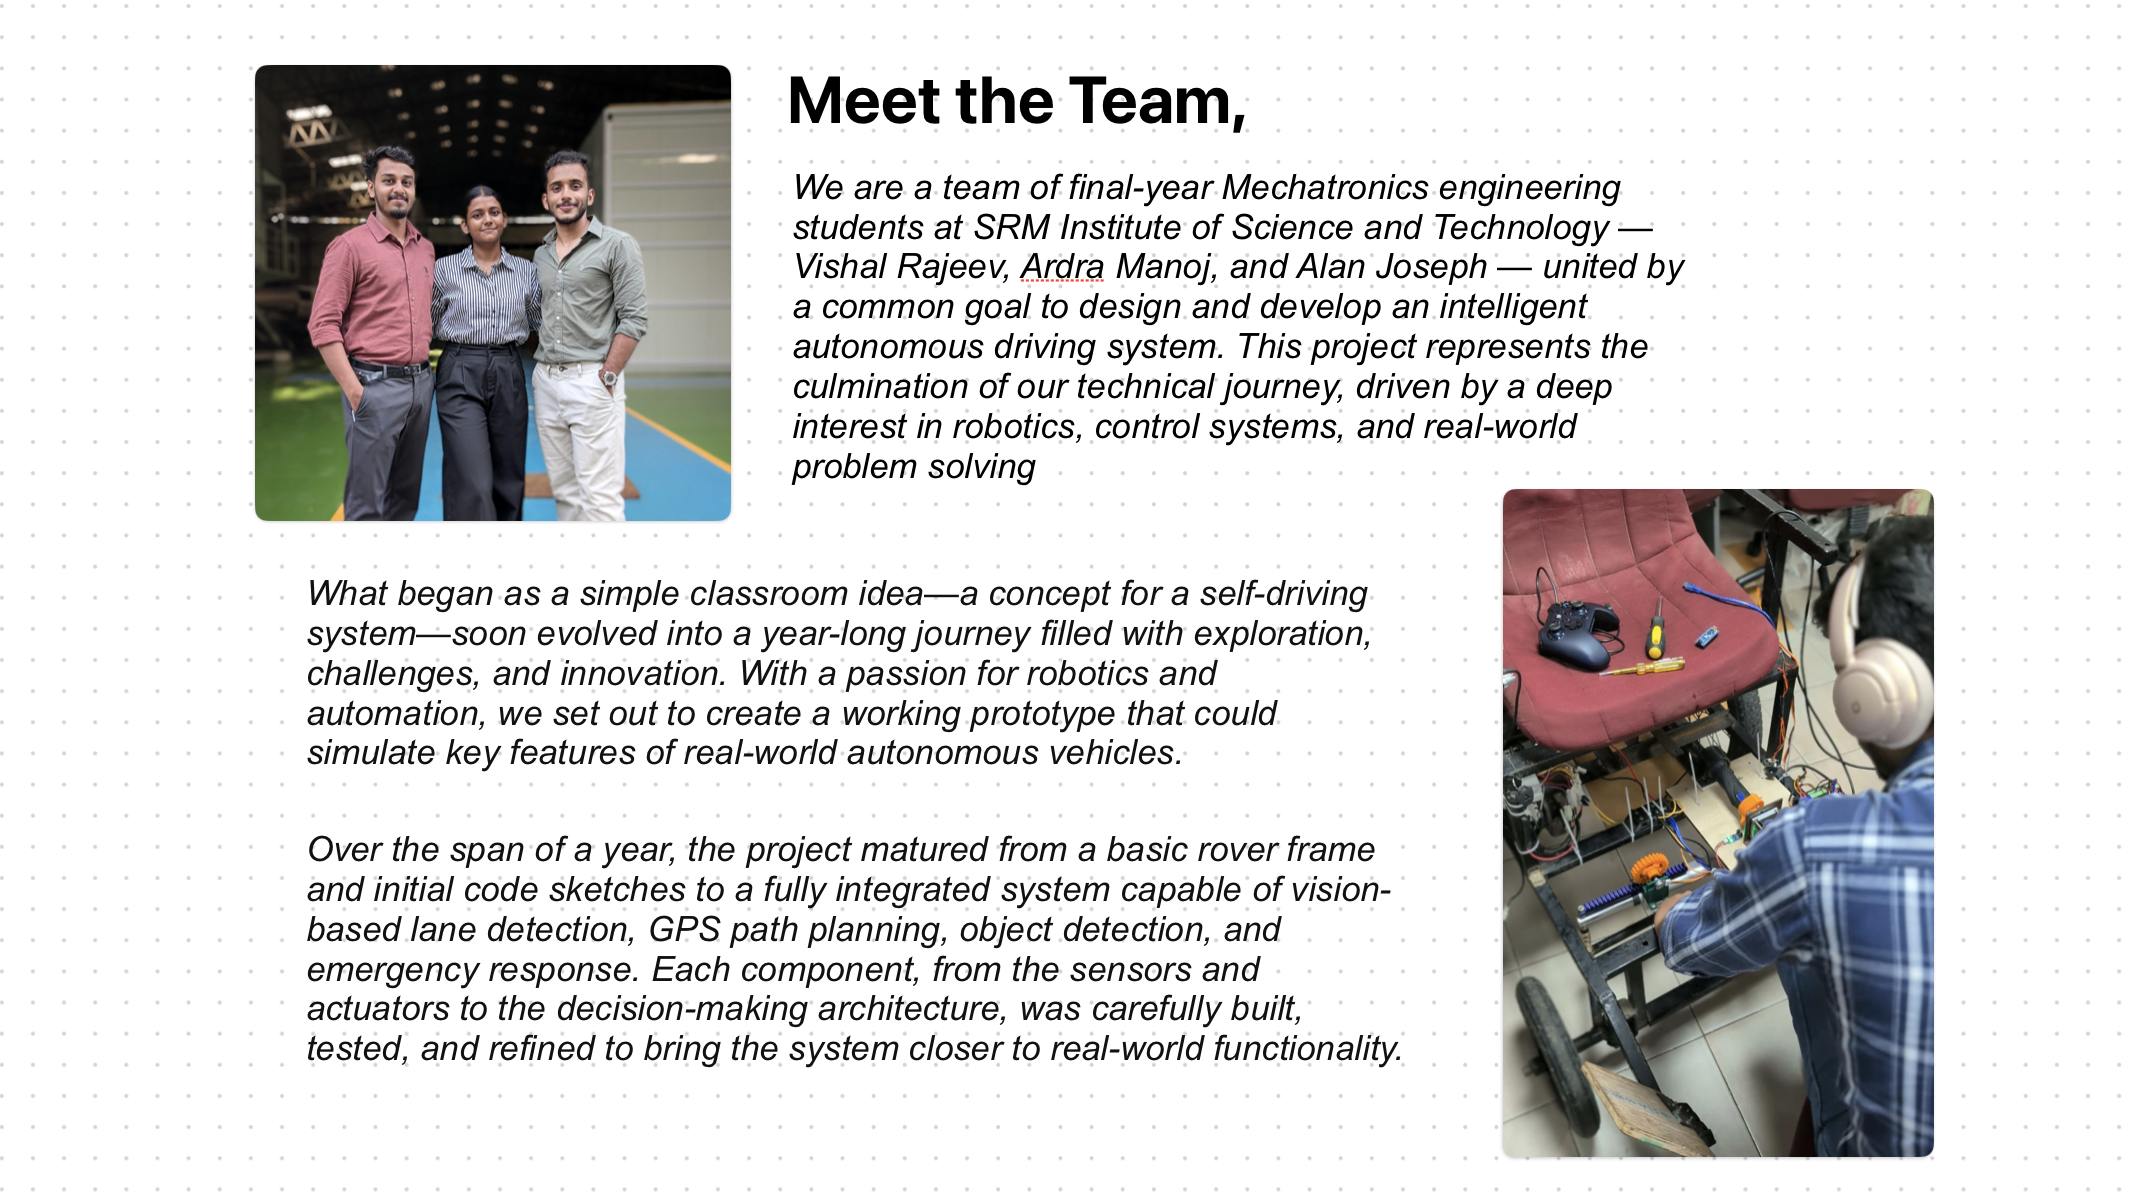 Meet the Team,
We are a team of final-year Mechatronics engineering
students at SRM Institute of Science and Technology —
Vishal Rajeev, Ardra Manoj, and Alan Joseph — united by
a common goal to design and develop an intelligent
autonomous driving system. This project represents the
culmination of our technical journey, driven by a deep
interest in robotics, control systems, and real-world
problem solving
What began as a simple classroom idea—a concept for a self-driving
system—soon evolved into a year-long journey filled with exploration,
challenges, and innovation. With a passion for robotics and
automation, we set out to create a working prototype that could
simulate key features of real-world autonomous vehicles.
Over the span of a year, the project matured from a basic rover frame
and initial code sketches to a fully integrated system capable of vision-
based lane detection, GPS path planning, object detection, and
emergency response. Each component, from the sensors and
actuators to the decision-making architecture, was carefully built,
tested, and refined to bring the system closer to real-world functionality.